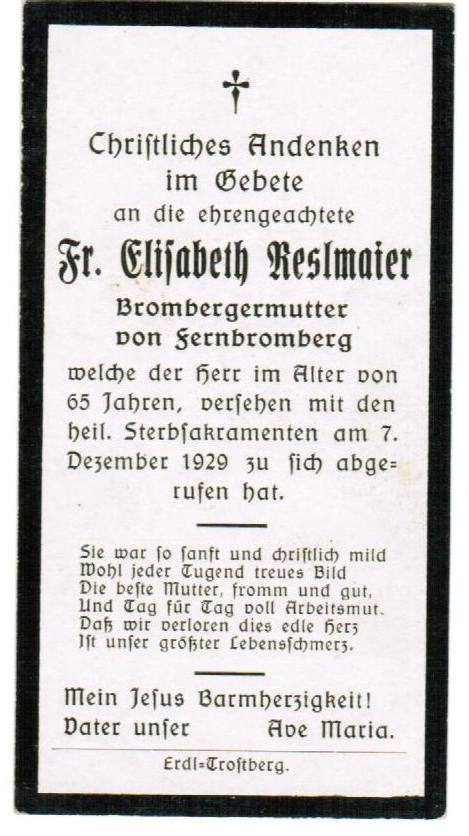 Chriſtliches Andenken
im Gebete
an die ehrengeachtete
Fr. Eliſabeth Reslmaier
Brombergermutter
von Fernbromberg
welche der Herr im Alter von
65 Jahren, verſehen mit den
heil. Sterbſakramenten am 7.
Dezember 1929 zu ſich abge=
rufen hat.
Sie war ſo ſanft und chriſtlich mild
Wohl jeder Tugend treues Bild
Die beſte Mutter, fromm und gut,
Und Tag für Tag voll Arbeitsmut.
Daß wir verloren dies edle Herz
Iſt unſer größter Lebensſchmerz.
Mein Jeſus Barmherzigkeit!
Vater unſer Ave Maria.
Erdl=Troſtberg.